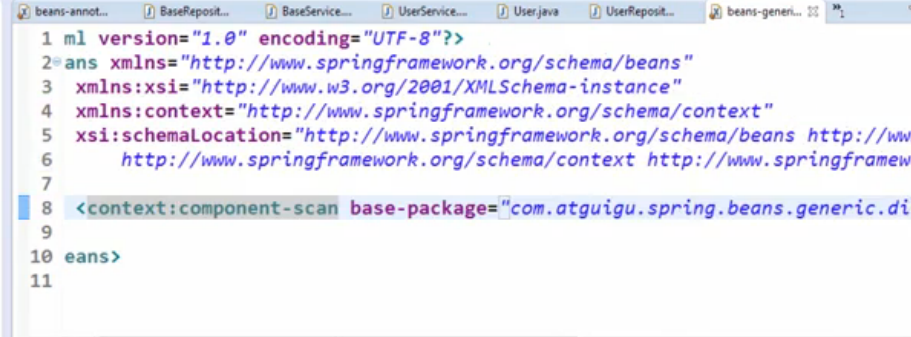 beans-annot... BaseReposit... BaseService.... UserService.... User.java UserReposit... beans-generi... "1
1 ml version="1.0" encoding="UTF-8"?>
2 ans xmlns="http://www.springframework.org/schema/beans"
3 xmlns:xsi="http://www.w3.org/2001/XMLSchema-instance"
4 xmlns:context="http://www.springframework.org/schema/context"
5 xsi:schemaLocation="http://www.springframework.org/schema/beans http://ww
6 http://www.springframework.org/schema/context http://www.springframew
7
8 <context:component-scan base-package="com.atguigu.spring.beans.generic.di
9
10 eans>
11